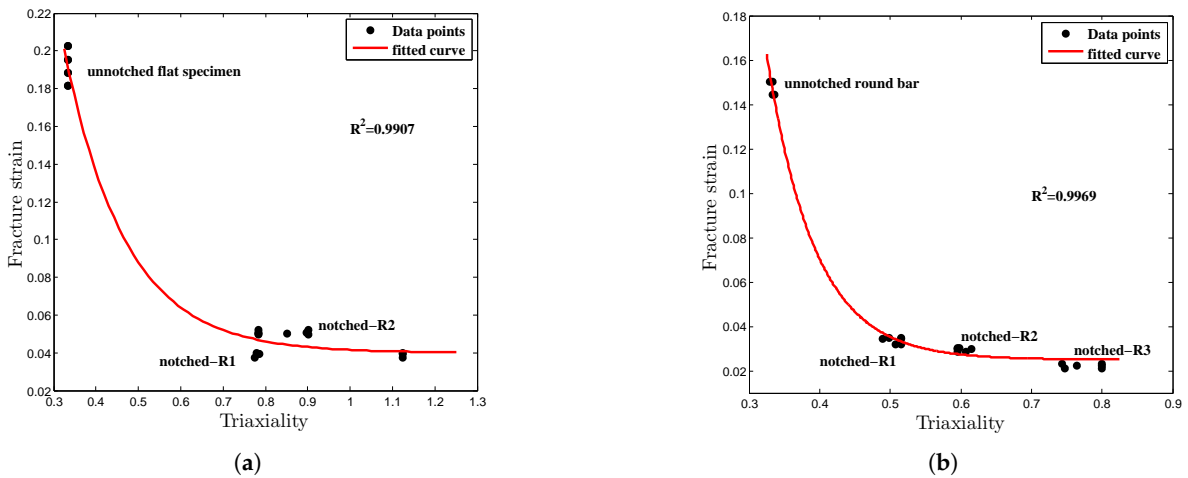 0.22
0.2
0.18
0.16
0.14
0.12
0.1
0.08
0.06
0.04
0.02
Fracture strain
Data points
fitted curve
unnotched flat specimen
R²=0.9907
notched−R2
notched−R1
0.3 0.4 0.5 0.6 0.7 0.8 0.9 1 1.1 1.2 1.3
Triaxiality
(a)
0.18
0.16
0.14
0.12
0.1
0.08
0.06
0.04
0.02
Fracture strain
Data points
fitted curve
unnotched round bar
R²=0.9969
notched−R2
notched−R1
notched−R3
0.3 0.4 0.5 0.6 0.7 0.8 0.9
Triaxiality
(b)